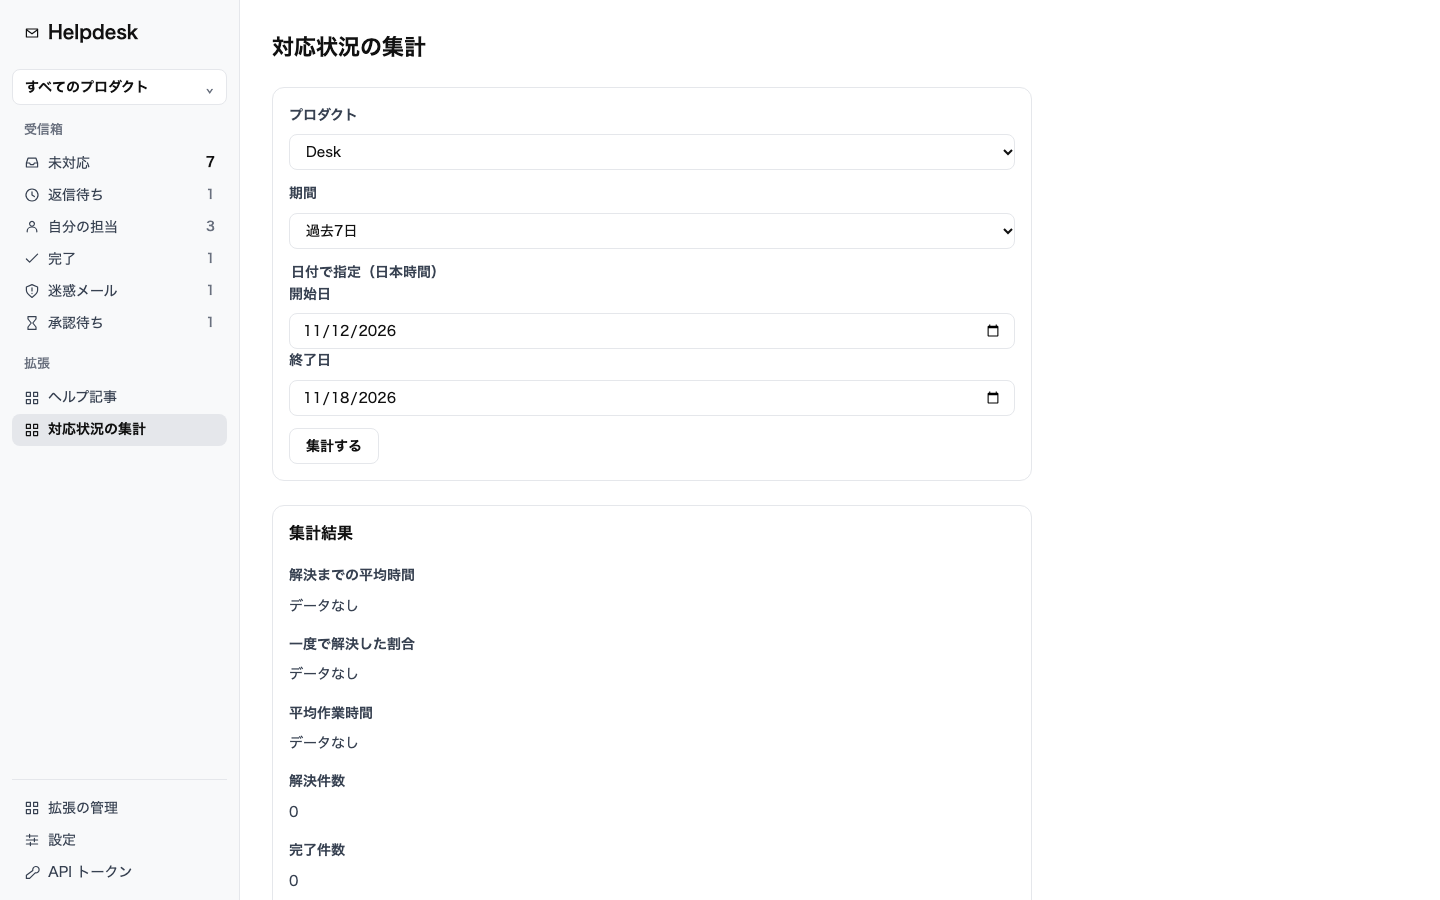 Helpdesk
すべてのプロダクト
受信箱
未対応 7
返信待ち 1
自分の担当 3
完了 1
迷惑メール 1
承認待ち 1
拡張
ヘルプ記事
対応状況の集計
拡張の管理
設定
API トークン
対応状況の集計
プロダクト
Desk
期間
過去7日
日付で指定（日本時間）
開始日
11/12/2026
終了日
11/18/2026
集計する
集計結果
解決までの平均時間
データなし
一度で解決した割合
データなし
平均作業時間
データなし
解決件数
0
完了件数
0